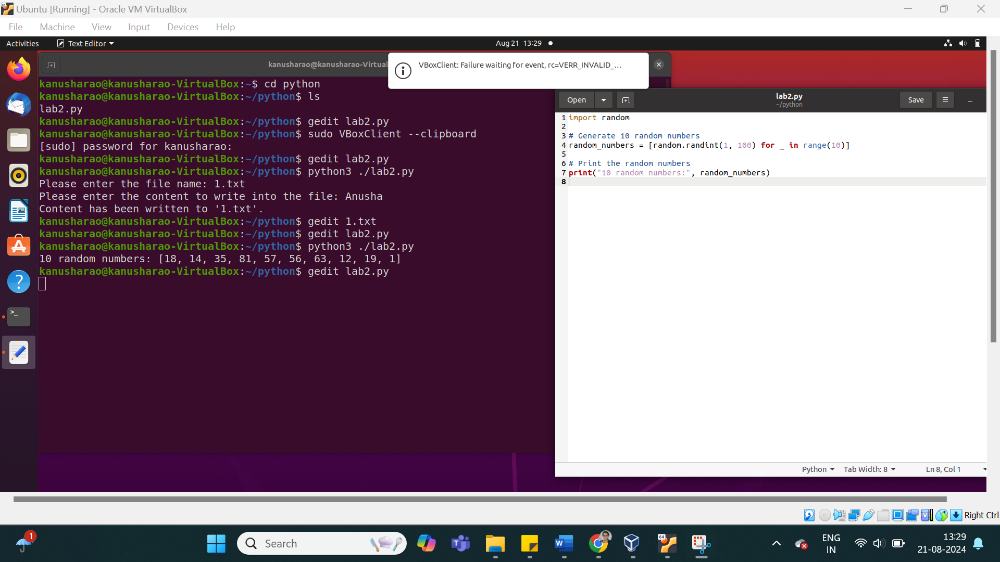 Ubuntu [Running] - Oracle VM VirtualBox
File Machine View Input Devices Help
Activities Text Editor Aug 21 13:29
kanusharao@kanusharao-Virtual
VBoxClient: Failure waiting for event, rc=VERR_INVALID_...
kanusharao@kanusharao-VirtualBox:~$ cd python
kanusharao@kanusharao-VirtualBox:~/python$ ls
lab2.py
kanusharao@kanusharao-VirtualBox:~/python$ gedit lab2.py
kanusharao@kanusharao-VirtualBox:~/python$ sudo VBoxClient --clipboard
[sudo] password for kanusharao:
kanusharao@kanusharao-VirtualBox:~/python$ gedit lab2.py
kanusharao@kanusharao-VirtualBox:~/python$ python3 ./lab2.py
Please enter the file name: 1.txt
Please enter the content to write into the file: Anusha
Content has been written to '1.txt'.
kanusharao@kanusharao-VirtualBox:~/python$ gedit 1.txt
kanusharao@kanusharao-VirtualBox:~/python$ gedit lab2.py
kanusharao@kanusharao-VirtualBox:~/python$ python3 ./lab2.py
10 random numbers: [18, 14, 35, 81, 57, 56, 63, 12, 19, 1]
kanusharao@kanusharao-VirtualBox:~/python$ gedit lab2.py
Open lab2.py Save
~/python
1 import random
2
3 # Generate 10 random numbers
4 random_numbers = [random.randint(1, 100) for _ in range(10)]
5
6 # Print the random numbers
7 print("10 random numbers:", random_numbers)
8
Python Tab Width: 8 Ln 8, Col 1
Right Ctrl
1 Search ENG 13:29
IN 21-08-2024